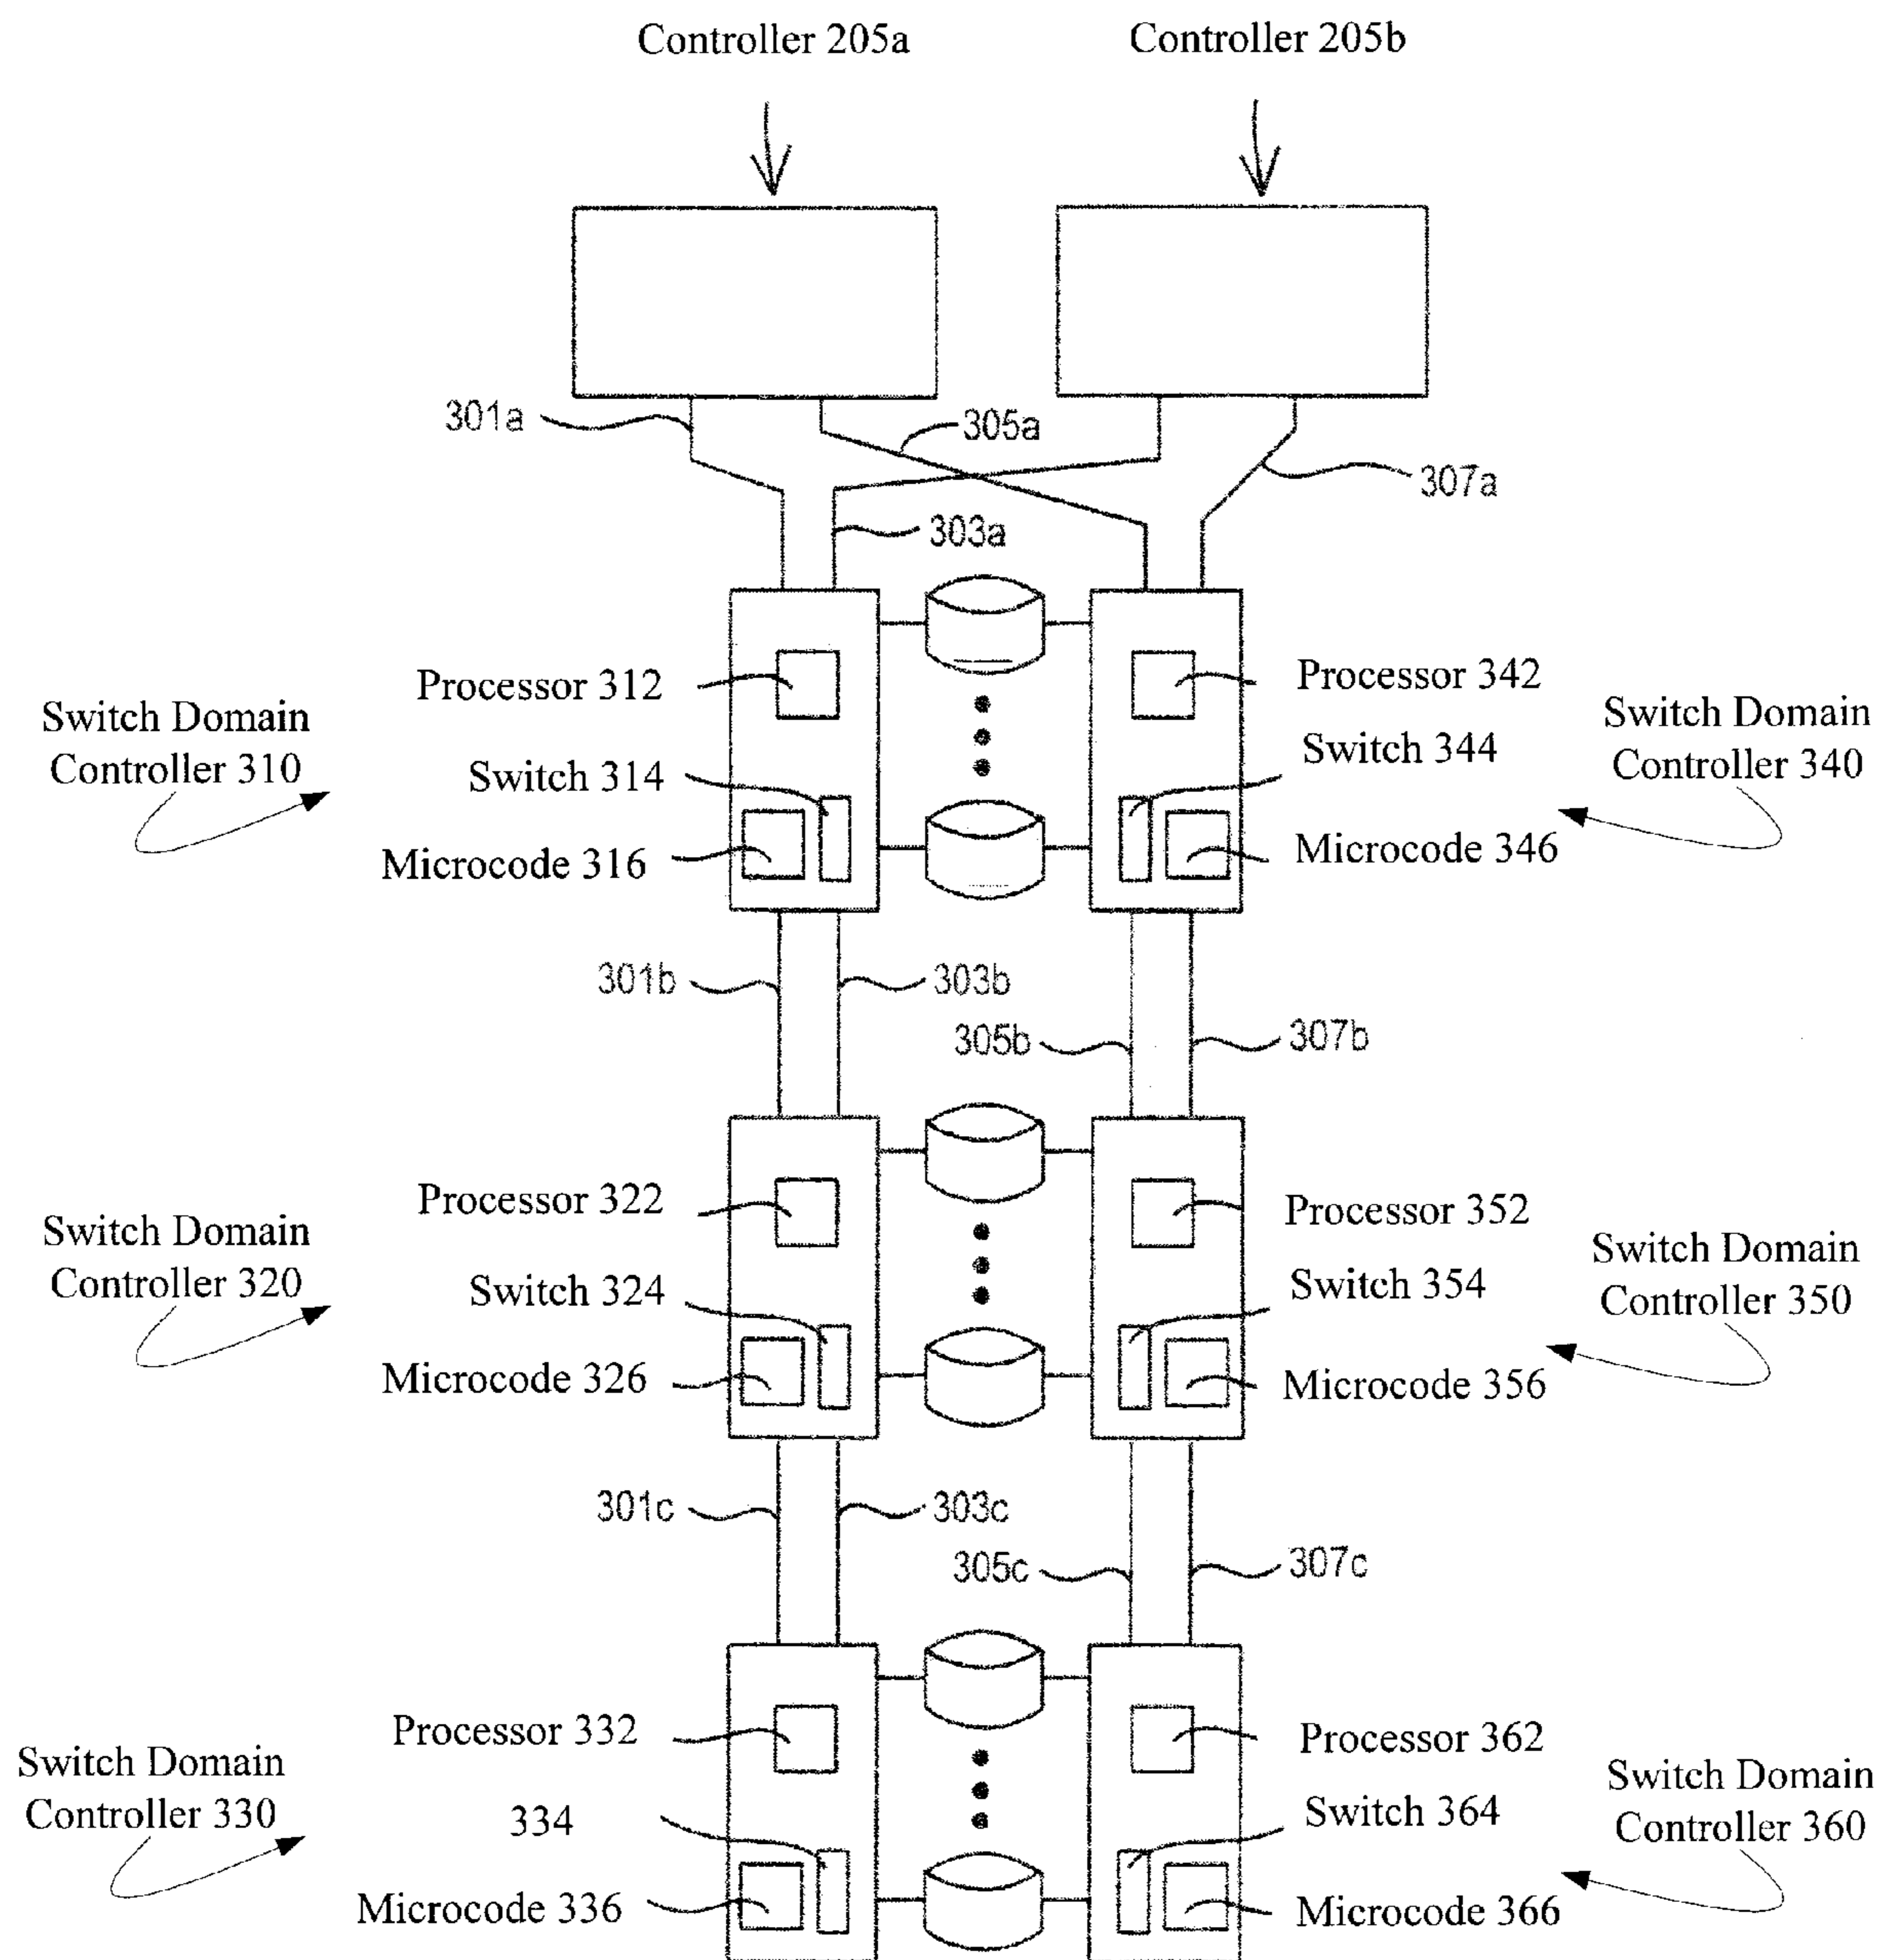 Controller 205a
Controller 205b
301a
305a
307a
303a
Processor 312
Processor 342
Switch Domain
Controller 310
Switch Domain
Controller 340
Switch 314
Switch 344
Microcode 316
Microcode 346
301b
303b
305b
307b
Processor 322
Processor 352
Switch Domain
Controller 320
Switch Domain
Controller 350
Switch 324
Switch 354
Microcode 326
Microcode 356
301c
303c
305c
307c
Processor 332
Processor 362
Switch Domain
Controller 330
Switch Domain
Controller 360
334
Switch 364
Microcode 336
Microcode 366